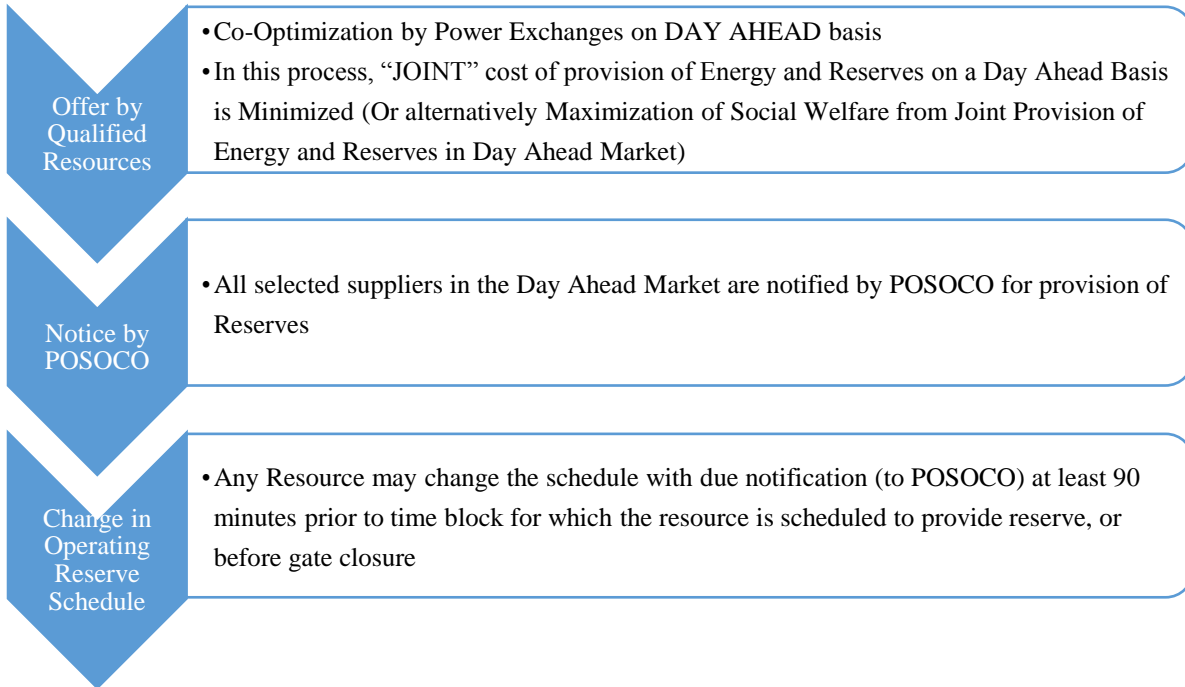 Offer by
Qualified
Resources
•Co-Optimization by Power Exchanges on DAY AHEAD basis
•In this process, “JOINT” cost of provision of Energy and Reserves on a Day Ahead Basis
is Minimized (Or alternatively Maximization of Social Welfare from Joint Provision of
Energy and Reserves in Day Ahead Market)
Notice by
POSOCO
•All selected suppliers in the Day Ahead Market are notified by POSOCO for provision of
Reserves
Change in
Operating
Reserve
Schedule
•Any Resource may change the schedule with due notification (to POSOCO) at least 90
minutes prior to time block for which the resource is scheduled to provide reserve, or
before gate closure